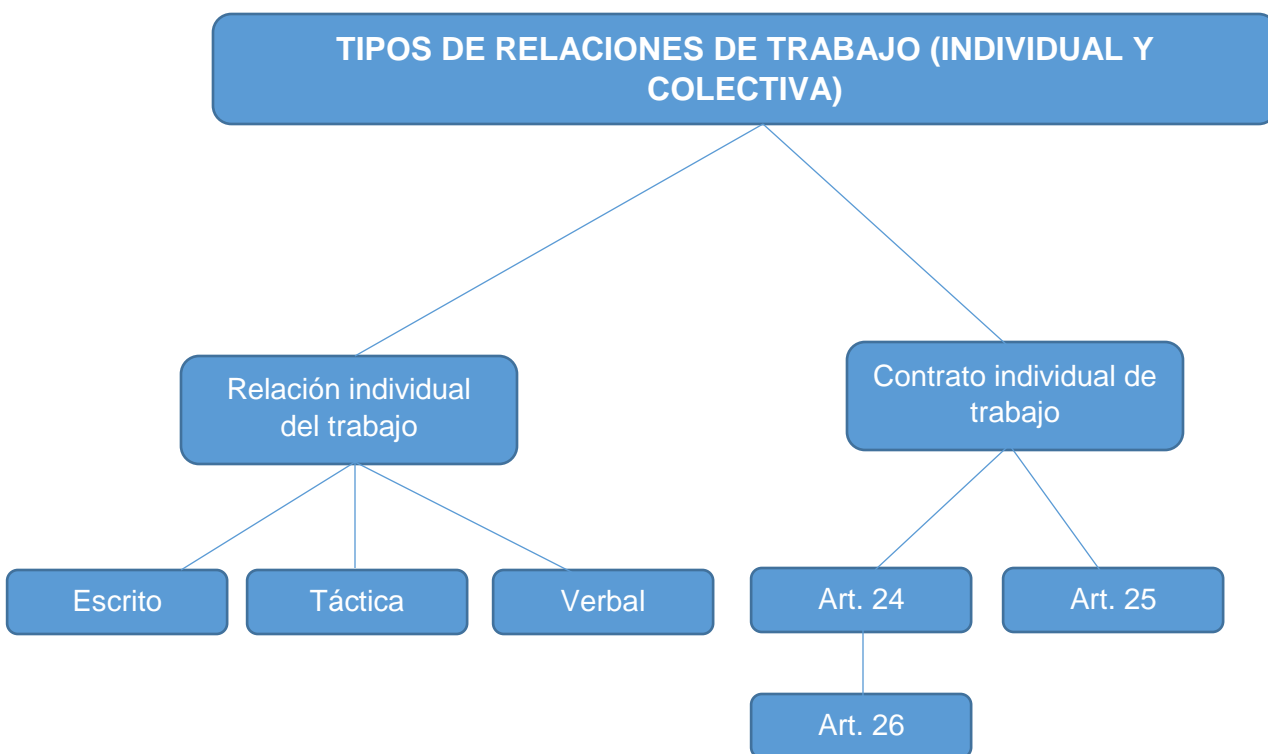 TIPOS DE RELACIONES DE TRABAJO (INDIVIDUAL Y
COLECTIVA)
Relación individual
del trabajo
Contrato individual de
trabajo
Escrito
Táctica
Verbal
Art. 24
Art. 25
Art. 26